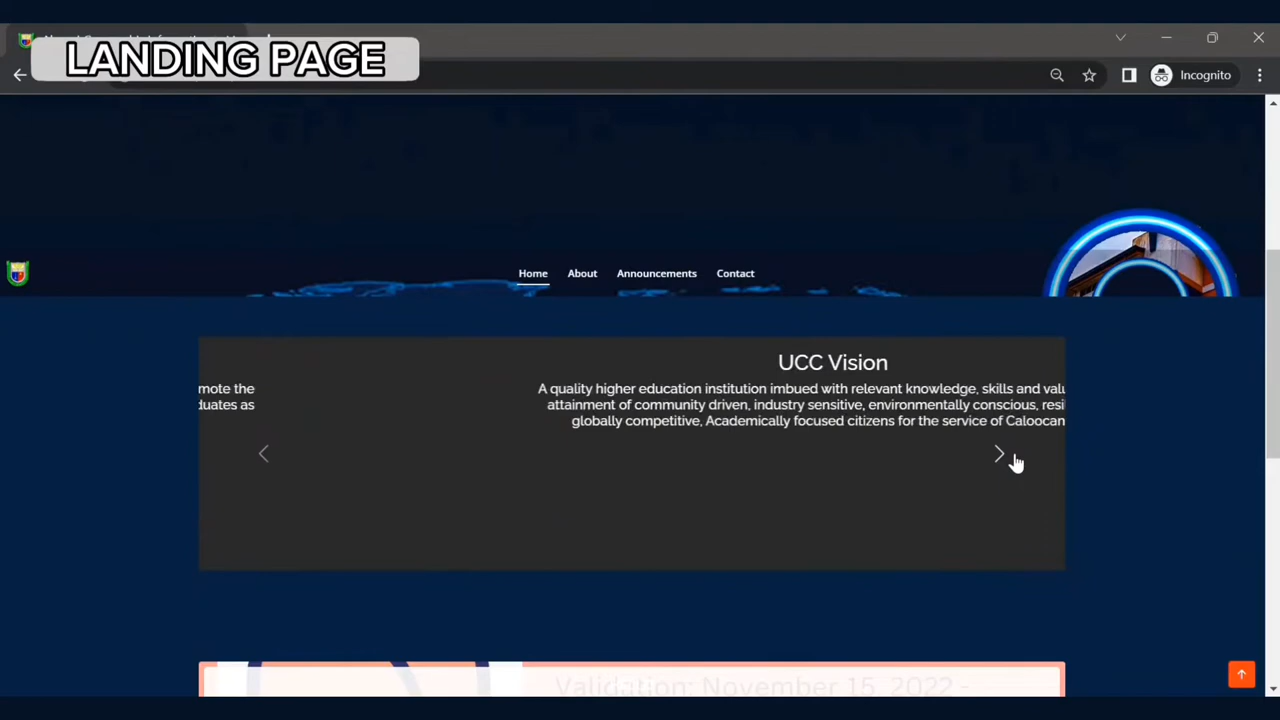 LANDING PAGE
Incognito
Home
About
Announcements
Contact
UCC Vision
mote the
duates as
A quality higher education institution imbued with relevant knowledge, skills and valu
attainment of community driven, industry sensitive, environmentally conscious, resi
globally competitive, Academically focused citizens for the service of Caloocan
Validation: November 15, 2022 -